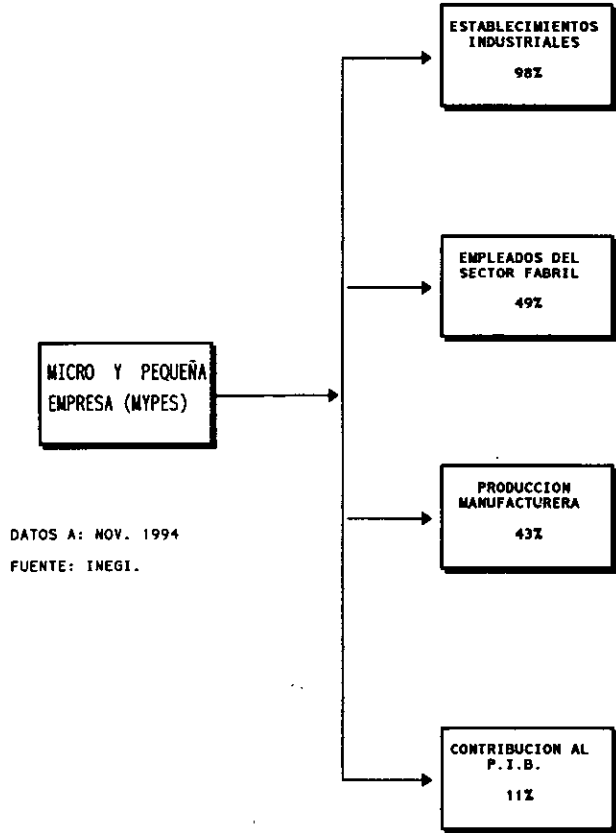 ESTABLECIMIENTOS
INDUSTRIALES
98%
EMPLEADOS DEL
SECTOR FABRIL
49%
MICRO Y PEQUEÑA
EMPRESA (MYPES)
PRODUCCION
MANUFACTURERA
43%
DATOS A: NOV. 1994
FUENTE: INEGI.
CONTRIBUCION AL
P.I.B.
11%